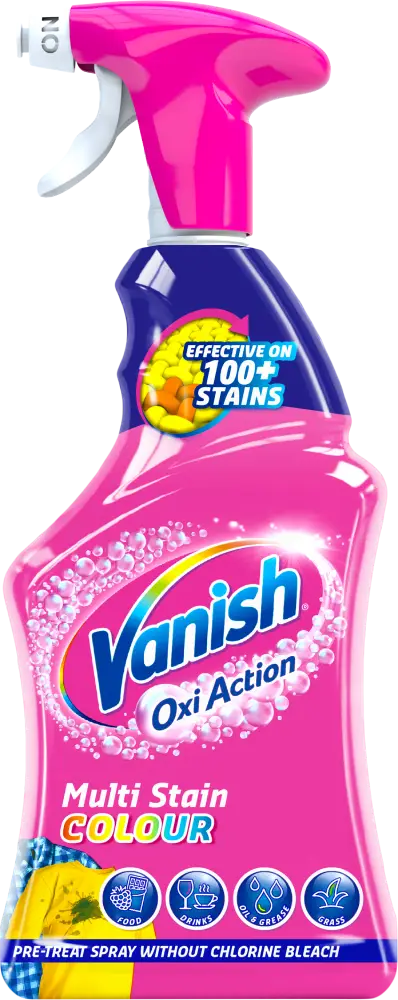 NO
EFFECTIVE ON
100+
STAINS
Vanish®
Oxi Action
Multi Stain
COLOUR
FOOD
DRINKS
OIL & GREASE
GRASS
PRE-TREAT SPRAY WITHOUT CHLORINE BLEACH